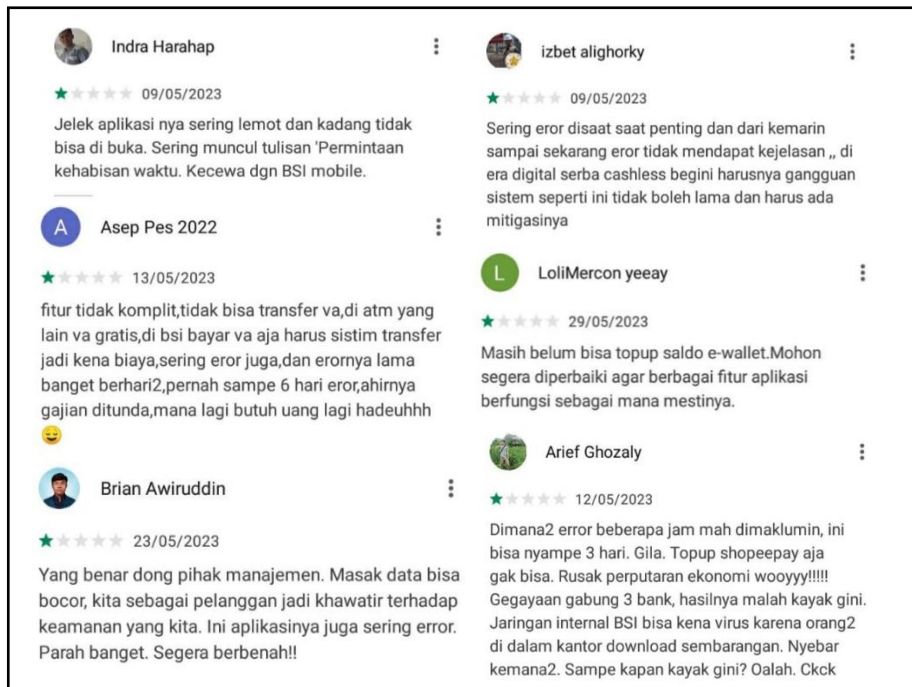 Indra Harahap
09/05/2023
Jelek aplikasi nya sering lemot dan kadang tidak
bisa di buka. Sering muncul tulisan 'Permintaan
kehabisan waktu. Kecewa dgn BSI mobile.
A
Asep Pes 2022
13/05/2023
fitur tidak komplit,tidak bisa transfer va,di atm yang
lain va gratis,di bsi bayar va aja harus sistim transfer
jadi kena biaya,sering eror juga,dan erornya lama
banget berhari2,pernah sampe 6 hari eror,ahirnya
gajian ditunda,mana lagi butuh uang lagi hadeuhhh
😌
Brian Awiruddin
23/05/2023
Yang benar dong pihak manajemen. Masak data bisa
bocor, kita sebagai pelanggan jadi khawatir terhadap
keamanan yang kita. Ini aplikasinya juga sering error.
Parah banget. Segera berbenah!!
izbet alighorky
09/05/2023
Sering eror disaat saat penting dan dari kemarin
sampai sekarang eror tidak mendapat kejelasan ,, di
era digital serba cashless begini harusnya gangguan
sistem seperti ini tidak boleh lama dan harus ada
mitigasinya
L
LoliMercon yeeay
29/05/2023
Masih belum bisa topup saldo e-wallet.Mohon
segera diperbaiki agar berbagai fitur aplikasi
berfungsi sebagai mana mestinya.
Arief Ghozaly
12/05/2023
Dimana2 error beberapa jam mah dimaklumin, ini
bisa nyampe 3 hari. Gila. Topup shopeepay aja
gak bisa. Rusak perputaran ekonomi wooyyy!!!!!
Gegayaan gabung 3 bank, hasilnya malah kayak gini.
Jaringan internal BSI bisa kena virus karena orang2
di dalam kantor download sembarangan. Nyebar
kemana2. Sampe kapan kayak gini? Oalah. Ckck